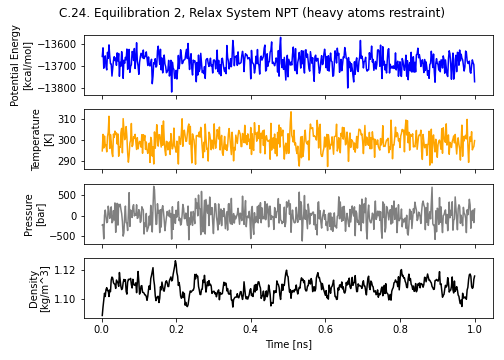 C.24. Equilibration 2, Relax System NPT (heavy atoms restraint)
Potential Energy
[kcal/mol]
−13600
−13700
−13800
Temperature
[K]
310
300
290
Pressure
[bar]
500
0
−500
Density
[kg/m^3]
1.12
1.10
0.0 0.2 0.4 0.6 0.8 1.0
Time [ns]